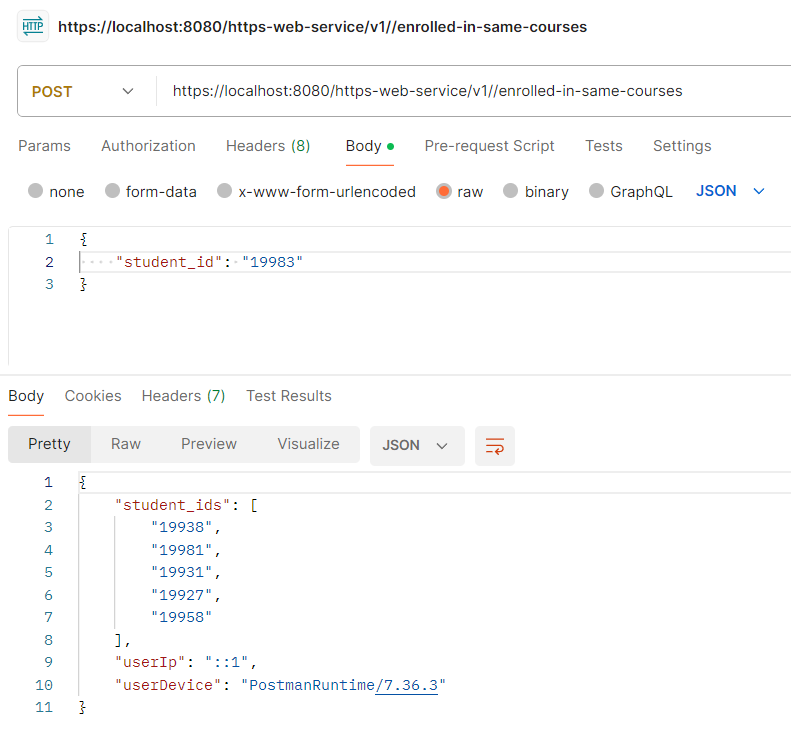 HTTP https://localhost:8080/https-web-service/v1//enrolled-in-same-courses
POST https://localhost:8080/https-web-service/v1//enrolled-in-same-courses
Params Authorization Headers (8) Body Pre-request Script Tests Settings
none form-data x-www-form-urlencoded raw binary GraphQL JSON
1 {
2 ····"student_id":·"19983"
3 }
Body Cookies Headers (7) Test Results
Pretty Raw Preview Visualize JSON
1 {
2 "student_ids": [
3 "19938",
4 "19981",
5 "19931",
6 "19927",
7 "19958"
8 ],
9 "userIp": "::1",
10 "userDevice": "PostmanRuntime/7.36.3"
11 }